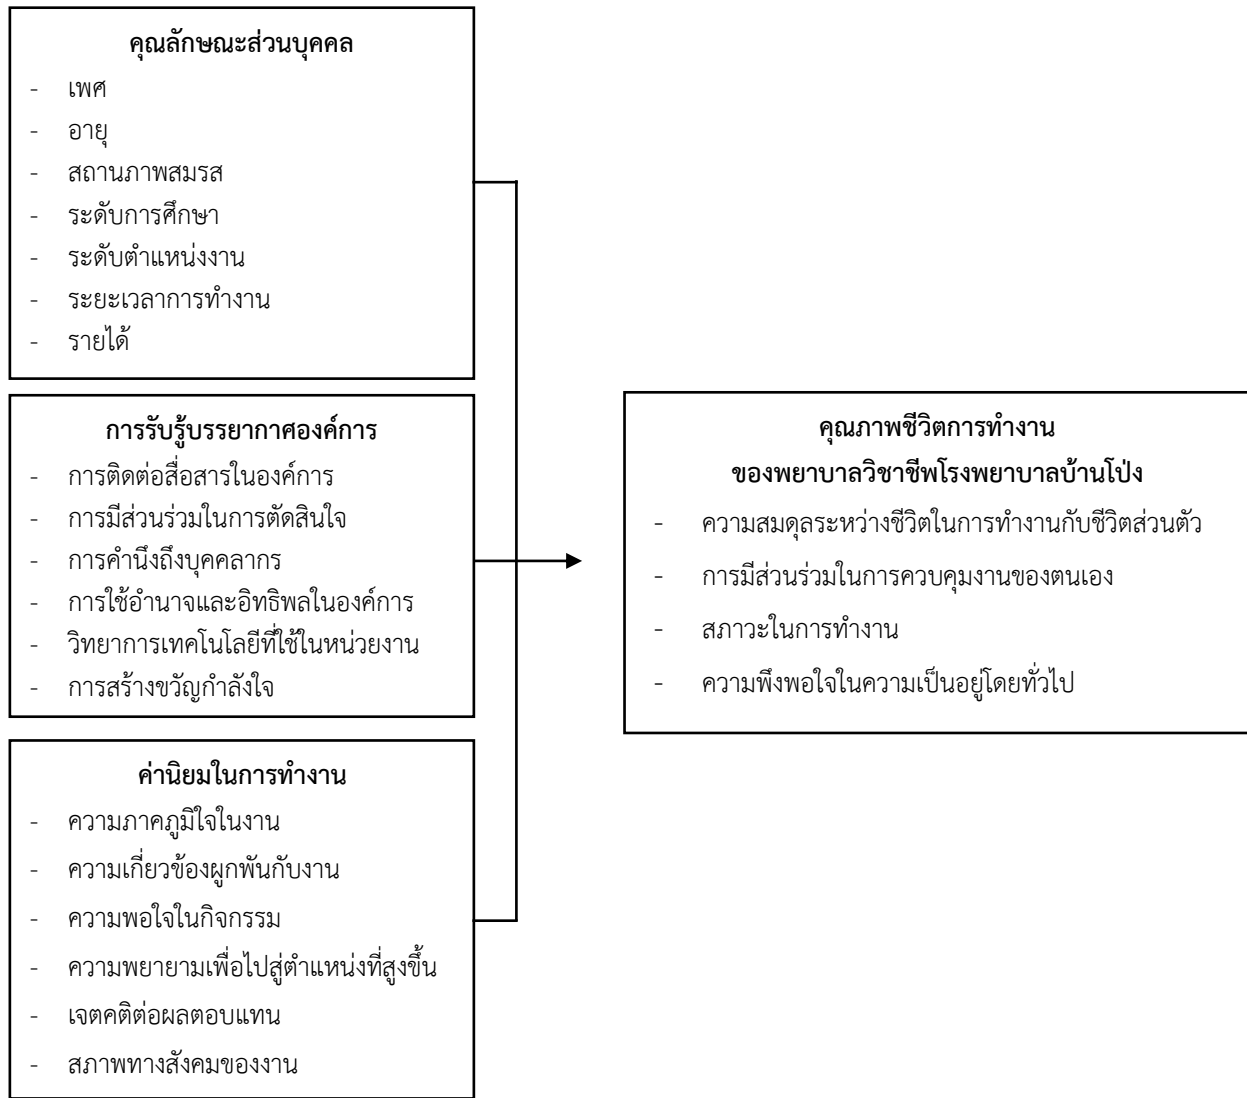 คุณลักษณะส่วนบุคคล
- เพศ
- อายุ
- สถานภาพสมรส
- ระดับการศึกษา
- ระดับตำแหน่งงาน
- ระยะเวลาการทำงาน
- รายได้
การรับรู้บรรยากาศองค์การ
- การติดต่อสื่อสารในองค์การ
- การมีส่วนร่วมในการตัดสินใจ
- การคำนึงถึงบุคคลากร
- การใช้อำนาจและอิทธิพลในองค์การ
- วิทยาการเทคโนโลยีที่ใช้ในหน่วยงาน
- การสร้างขวัญกำลังใจ
ค่านิยมในการทำงาน
- ความภาคภูมิใจในงาน
- ความเกี่ยวข้องผูกพันกับงาน
- ความพอใจในกิจกรรม
- ความพยายามเพื่อไปสู่ตำแหน่งที่สูงขึ้น
- เจตคติต่อผลตอบแทน
- สภาพทางสังคมของงาน
คุณภาพชีวิตการทำงาน
ของพยาบาลวิชาชีพโรงพยาบาลบ้านโป่ง
- ความสมดุลระหว่างชีวิตในการทำงานกับชีวิตส่วนตัว
- การมีส่วนร่วมในการควบคุมงานของตนเอง
- สภาวะในการทำงาน
- ความพึงพอใจในความเป็นอยู่โดยทั่วไป